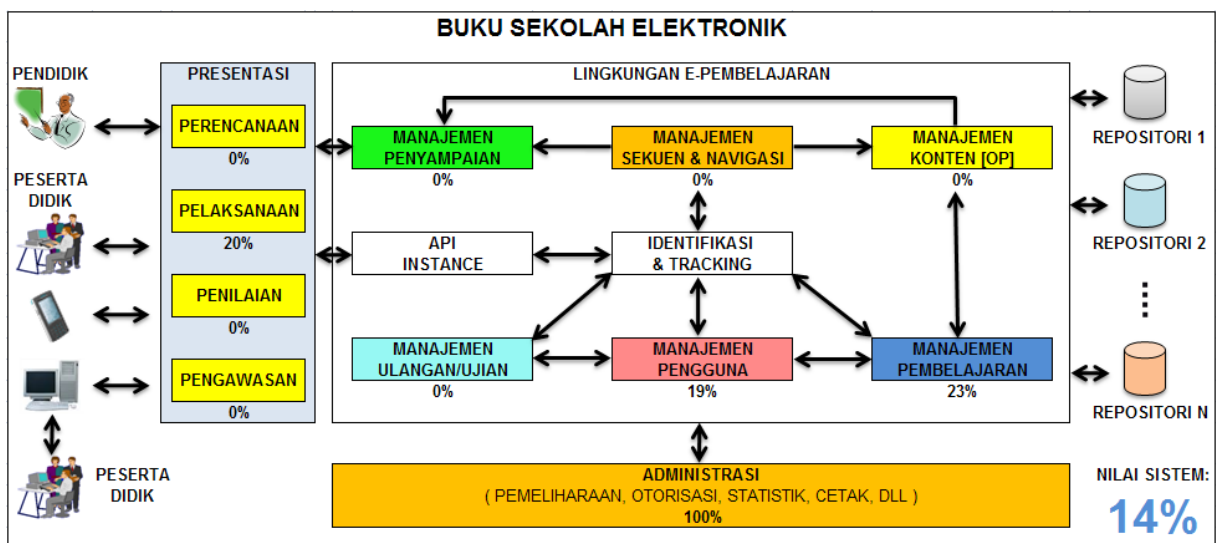 BUKU SEKOLAH ELEKTRONIK
PENDIDIK
PRESENTASI
LINGKUNGAN E-PEMBELAJARAN
PERENCANAAN
0%
MANAJEMEN
PENYAMPAIAN
0%
MANAJEMEN
SEKUEN & NAVIGASI
0%
MANAJEMEN
KONTEN [OP]
0%
REPOSITORI 1
PESERTA
DIDIK
PELAKSANAAN
20%
API
INSTANCE
IDENTIFIKASI
& TRACKING
REPOSITORI 2
PENILAIAN
0%
MANAJEMEN
ULANGAN/UJIAN
0%
MANAJEMEN
PENGGUNA
19%
MANAJEMEN
PEMBELAJARAN
23%
PENGAWASAN
0%
REPOSITORI N
PESERTA
DIDIK
ADMINISTRASI
( PEMELIHARAAN, OTORISASI, STATISTIK, CETAK, DLL )
100%
NILAI SISTEM:
14%